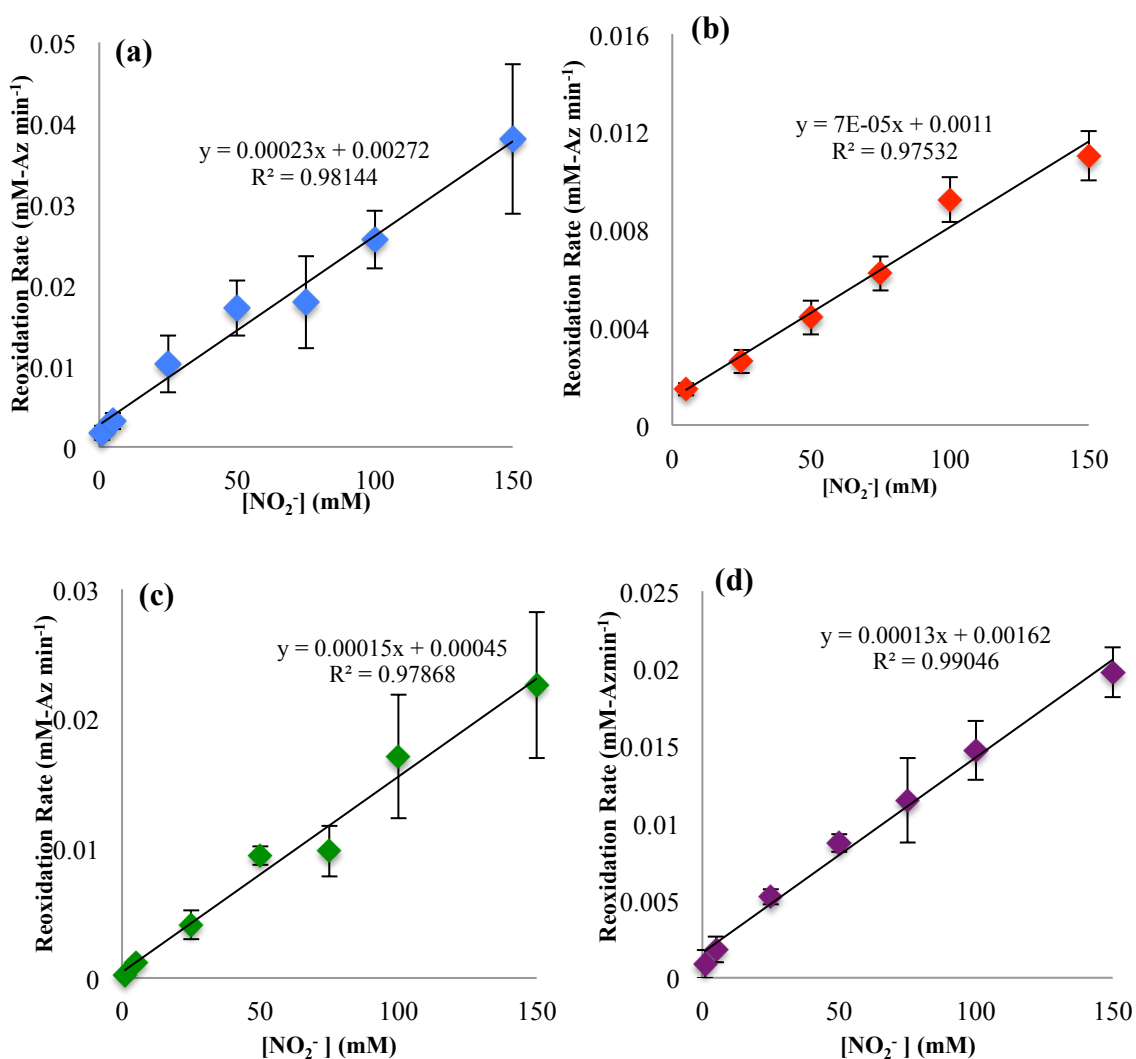 (a)
Reoxidation Rate (mM-Az min⁻¹)
0.05
0.04
0.03
0.02
0.01
0
y = 0.00023x + 0.00272
R² = 0.98144
0 50 100 150
[NO₂⁻] (mM)
(b)
Reoxidation Rate (mM-Az min⁻¹)
0.016
0.012
0.008
0.004
0
y = 7E-05x + 0.0011
R² = 0.97532
0 50 100 150
[NO₂⁻] (mM)
(c)
Reoxidation Rate (mM-Az min⁻¹)
0.03
0.02
0.01
0
y = 0.00015x + 0.00045
R² = 0.97868
0 50 100 150
[NO₂⁻ ] (mM)
(d)
Reoxidation Rate (mM-Azmin⁻¹)
0.025
0.02
0.015
0.01
0.005
0
y = 0.00013x + 0.00162
R² = 0.99046
0 50 100 150
[NO₂⁻ ] (mM)